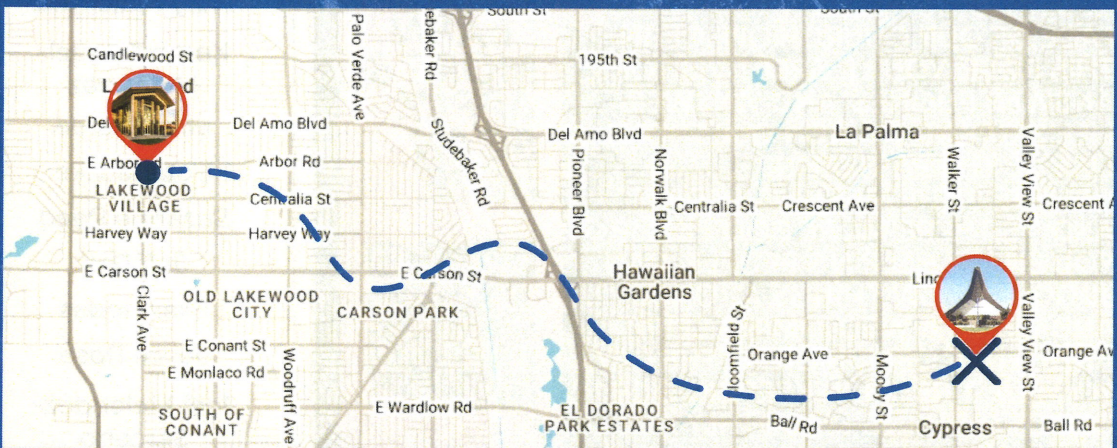 South St
Candlewood St
Palo Verde Ave
ebaker Rd
195th St
Del Amo Blvd
Studebaker Rd
Del Amo Blvd
La Palma
E Arbor
Arbor Rd
Pioneer Blvd
Norwalk Blvd
Walker St
Valley View St
LAKEWOOD
VILLAGE
Centralia St
Centralia St
Crescent Ave
Crescent A
Harvey Way
Harvey Way
E Carson St
E Carson St
Hawaiian
Gardens
Clark Ave
OLD LAKEWOOD
CITY
CARSON PARK
loomfield St
Valley View St
E Conant St
Woodruff Ave
Orange Ave
Moody St
Orange Av
E Monlaco Rd
SOUTH OF
CONANT
E Wardlow Rd
EL DORADO
PARK ESTATES
Ball Rd
Cypress
Ball Rd